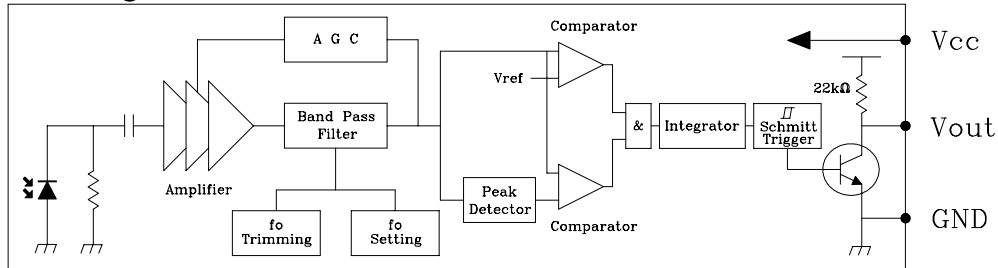 A G C
Comparator
Vcc
Vref
22kΩ
Band Pass
Filter
&
Integrator
Schmitt
Trigger
Vout
Amplifier
Peak
Detector
fo
Trimming
fo
Setting
Comparator
GND